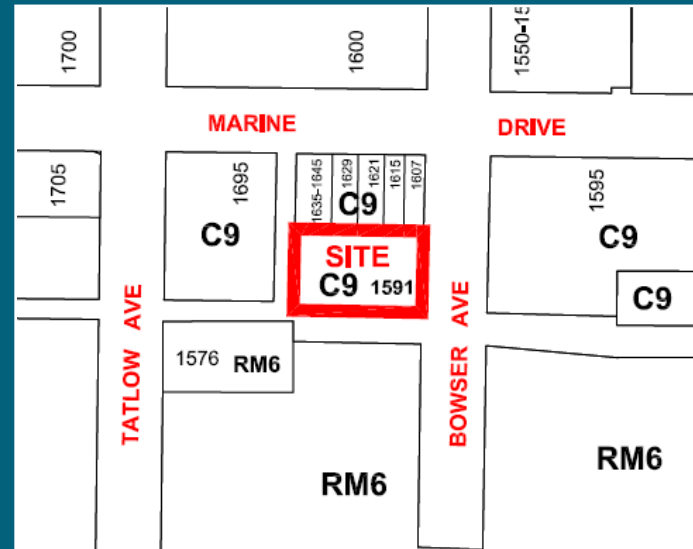 1700
1600
1550-15
MARINE DRIVE
1705
1695
1635-1645
1629
1621
1615
1607
1595
C9
C9
C9
SITE
C9 1591
C9
TATLOW AVE
BOWSER AVE
1576 RM6
RM6
RM6